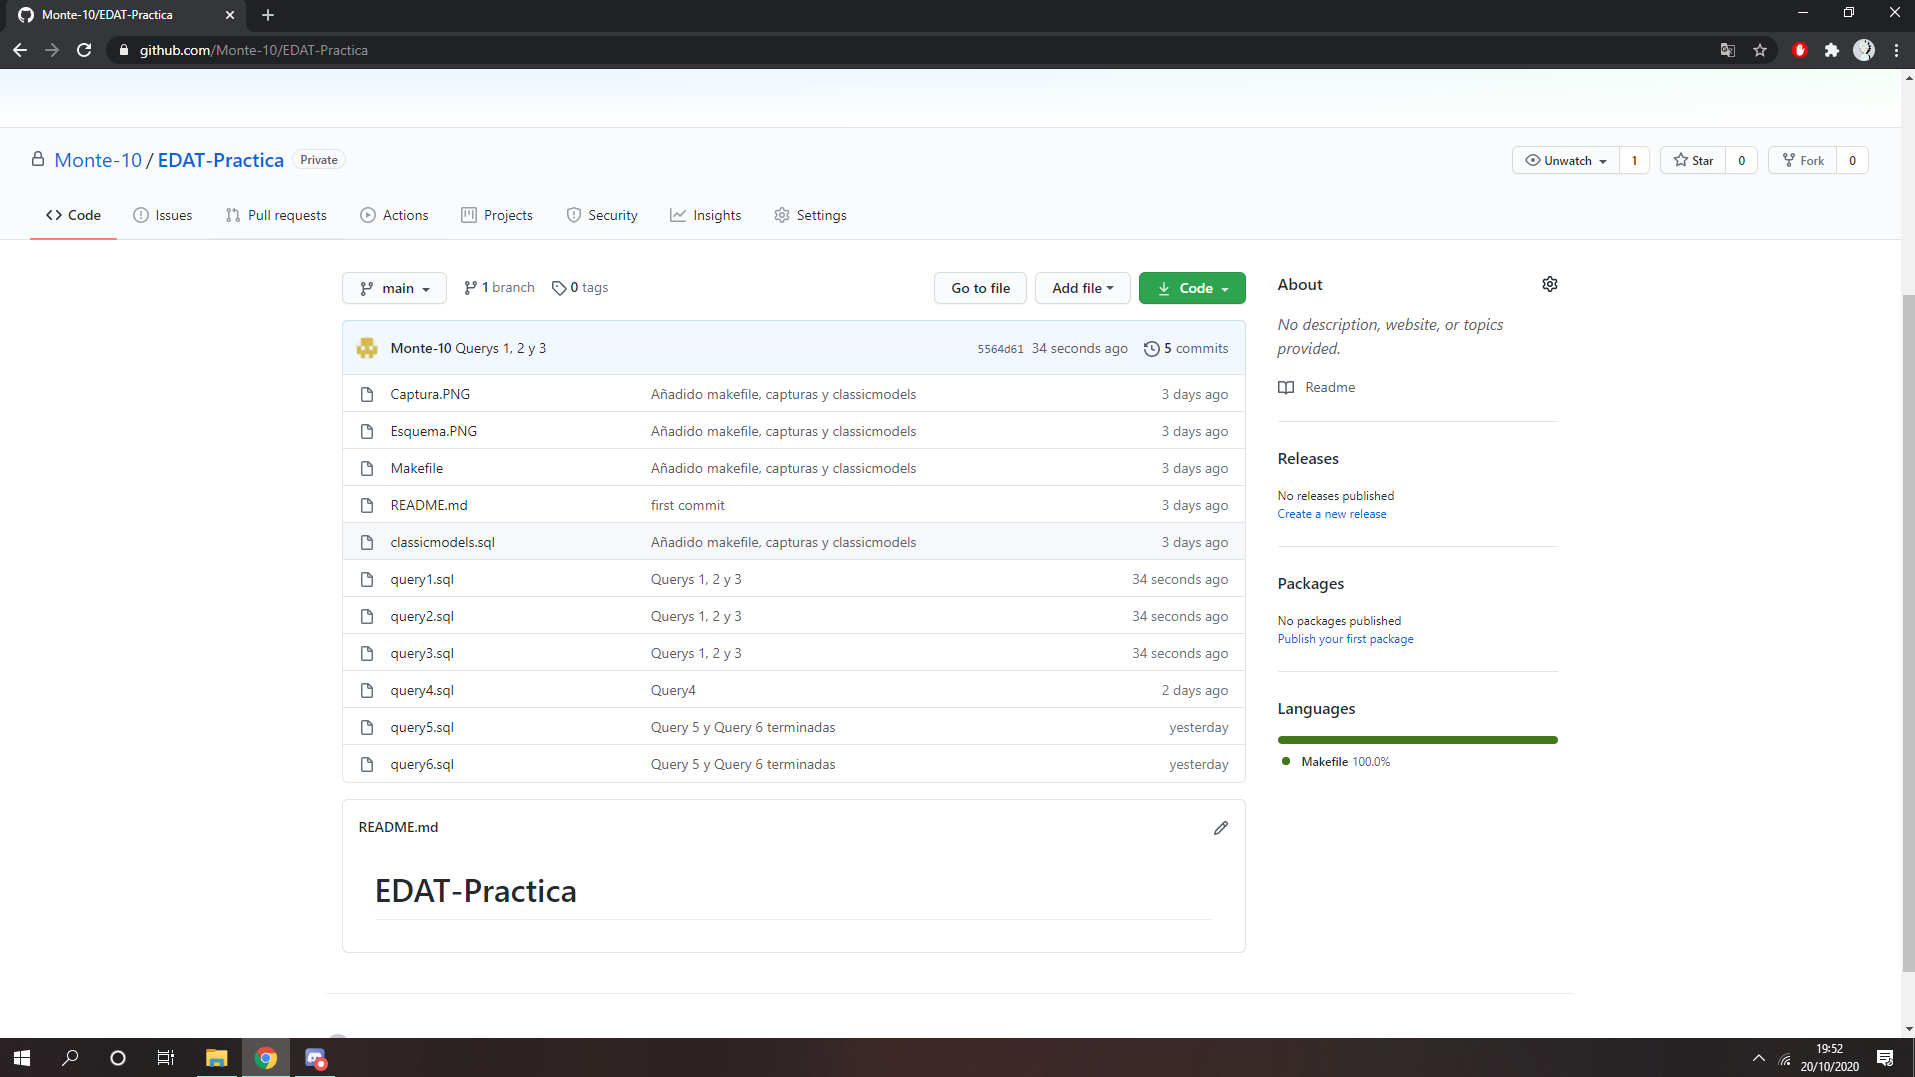 Monte-10/EDAT-Practica
github.com/Monte-10/EDAT-Practica
Monte-10 / EDAT-Practica Private
Unwatch 1 Star 0 Fork 0
Code Issues Pull requests Actions Projects Security Insights Settings
main 1 branch 0 tags Go to file Add file Code
Monte-10 Querys 1, 2 y 3 5564d61 34 seconds ago 5 commits
Captura.PNG Añadido makefile, capturas y classicmodels 3 days ago
Esquema.PNG Añadido makefile, capturas y classicmodels 3 days ago
Makefile Añadido makefile, capturas y classicmodels 3 days ago
README.md first commit 3 days ago
classicmodels.sql Añadido makefile, capturas y classicmodels 3 days ago
query1.sql Querys 1, 2 y 3 34 seconds ago
query2.sql Querys 1, 2 y 3 34 seconds ago
query3.sql Querys 1, 2 y 3 34 seconds ago
query4.sql Query4 2 days ago
query5.sql Query 5 y Query 6 terminadas yesterday
query6.sql Query 5 y Query 6 terminadas yesterday
README.md
EDAT-Practica
About
No description, website, or topics
provided.
Readme
Releases
No releases published
Create a new release
Packages
No packages published
Publish your first package
Languages
Makefile 100.0%
19:52
20/10/2020